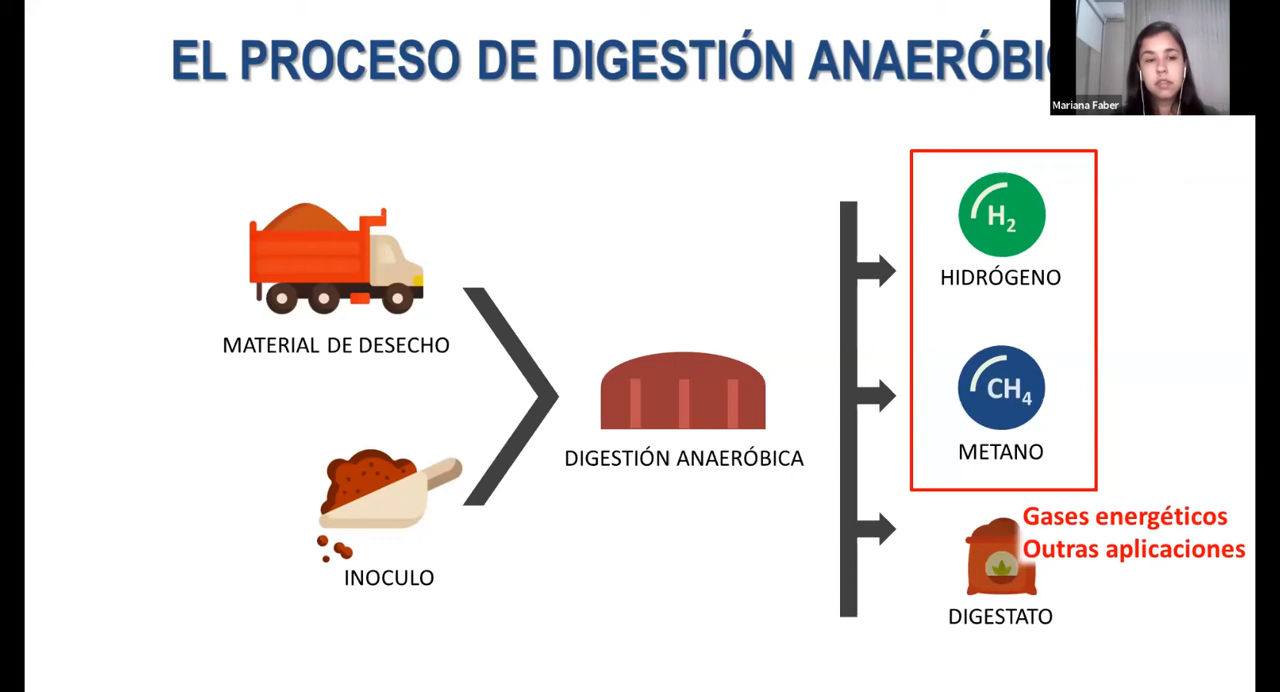 EL PROCESO DE DIGESTIÓN ANAERÓBI
Mariana Faber
H2
HIDRÓGENO
MATERIAL DE DESECHO
CH4
METANO
DIGESTIÓN ANAERÓBICA
Gases energéticos
Outras aplicaciones
INOCULO
DIGESTATO